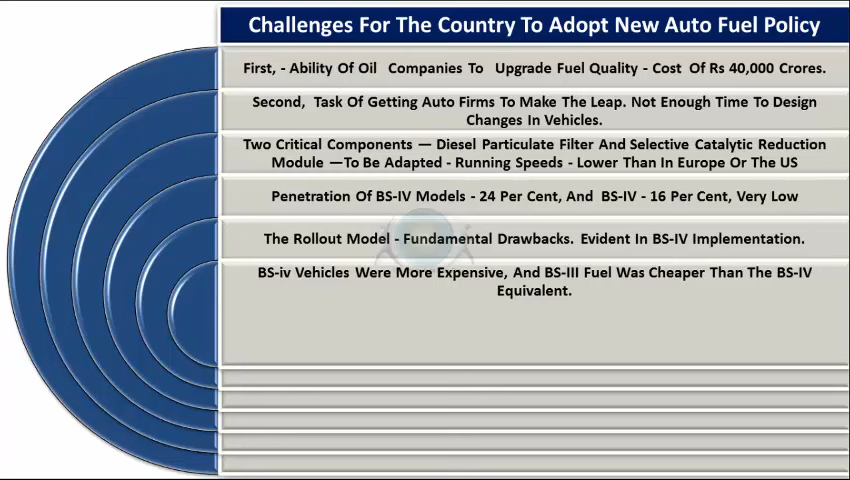 Challenges For The Country To Adopt New Auto Fuel Policy
First, - Ability Of Oil Companies To Upgrade Fuel Quality - Cost Of Rs 40,000 Crores.
Second, Task Of Getting Auto Firms To Make The Leap. Not Enough Time To Design
Changes In Vehicles.
Two Critical Components — Diesel Particulate Filter And Selective Catalytic Reduction
Module —To Be Adapted - Running Speeds - Lower Than In Europe Or The US
Penetration Of BS-IV Models - 24 Per Cent, And BS-IV - 16 Per Cent, Very Low
The Rollout Model - Fundamental Drawbacks. Evident In BS-IV Implementation.
BS-iv Vehicles Were More Expensive, And BS-III Fuel Was Cheaper Than The BS-IV
Equivalent.